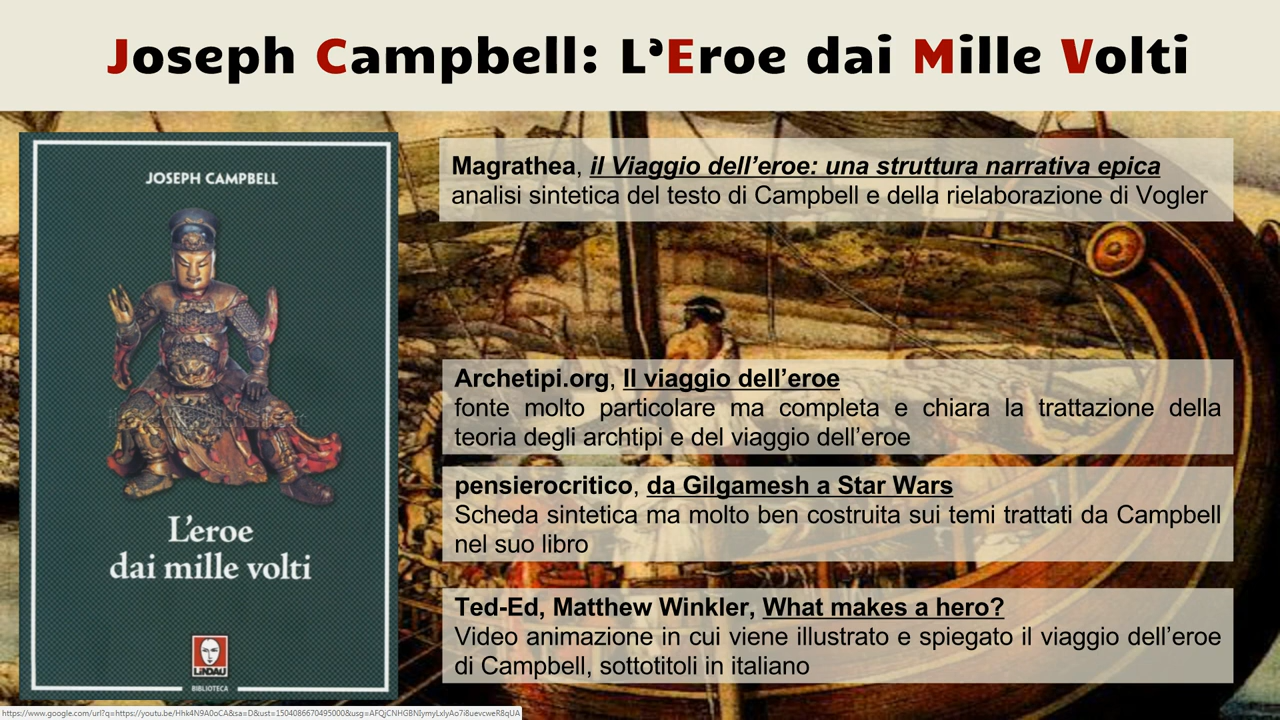 Joseph Campbell: L'Eroe dai Mille Volti
JOSEPH CAMPBELL
L'eroe
dai mille volti
LINDAU
BIBLIOTECA
Magrathea, il Viaggio dell'eroe: una struttura narrativa epica
analisi sintetica del testo di Campbell e della rielaborazione di Vogler
Archetipi.org, Il viaggio dell'eroe
fonte molto particolare ma completa e chiara la trattazione della
teoria degli archtipi e del viaggio dell'eroe
pensierocritico, da Gilgamesh a Star Wars
Scheda sintetica ma molto ben costruita sui temi trattati da Campbell
nel suo libro
Ted-Ed, Matthew Winkler, What makes a hero?
Video animazione in cui viene illustrato e spiegato il viaggio dell'eroe
di Campbell, sottotitoli in italiano